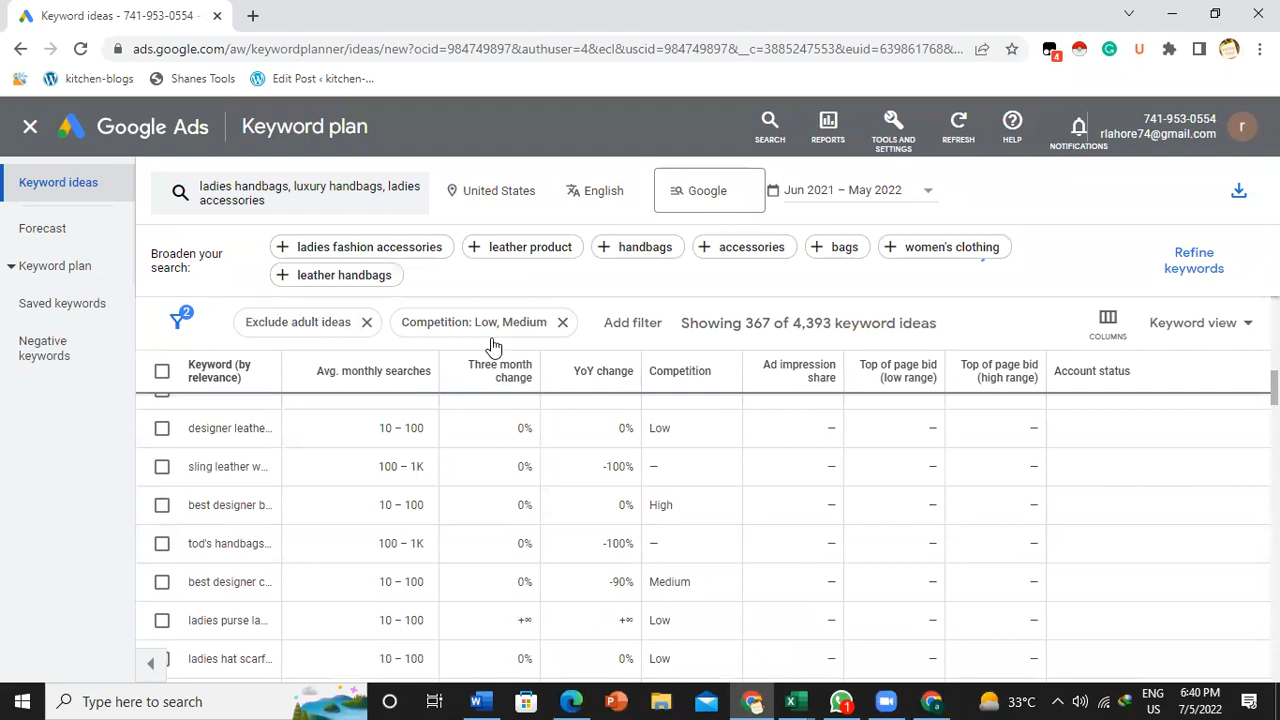 Keyword ideas - 741-953-0554 -
ads.google.com/aw/keywordplanner/ideas/new?ocid=984749897&authuser=4&ecl&uscid=984749897&__c=3885247553&euid=639861768&...
4
U
kitchen-blogs
Shanes Tools
Edit Post ‹ kitchen-...
Google Ads
Keyword plan
SEARCH
REPORTS
TOOLS AND
SETTINGS
REFRESH
HELP
NOTIFICATIONS
741-953-0554
rlahore74@gmail.com
r
Keyword ideas
Forecast
Keyword plan
Saved keywords
Negative
keywords
ladies handbags, luxury handbags, ladies
accessories
United States
English
Google
Jun 2021 – May 2022
Broaden your
search:
ladies fashion accessories
leather product
handbags
accessories
bags
women's clothing
leather handbags
Refine
keywords
2
Exclude adult ideas
Competition: Low, Medium
Add filter
Showing 367 of 4,393 keyword ideas
COLUMNS
Keyword view
Keyword (by
relevance)
Avg. monthly searches
Three month
change
YoY change
Competition
Ad impression
share
Top of page bid
(low range)
Top of page bid
(high range)
Account status
designer leathe... 10 – 100 0% 0% Low – – –
sling leather w... 100 – 1K 0% -100% – – – –
best designer b... 10 – 100 0% 0% High – – –
tod's handbags... 100 – 1K 0% -100% – – – –
best designer c... 10 – 100 0% -90% Medium – – –
ladies purse la... 10 – 100 +∞ +∞ Low – – –
ladies hat scarf... 10 – 100 0% 0% Low – – –
Type here to search
1
33°C
ENG
US
6:40 PM
7/5/2022